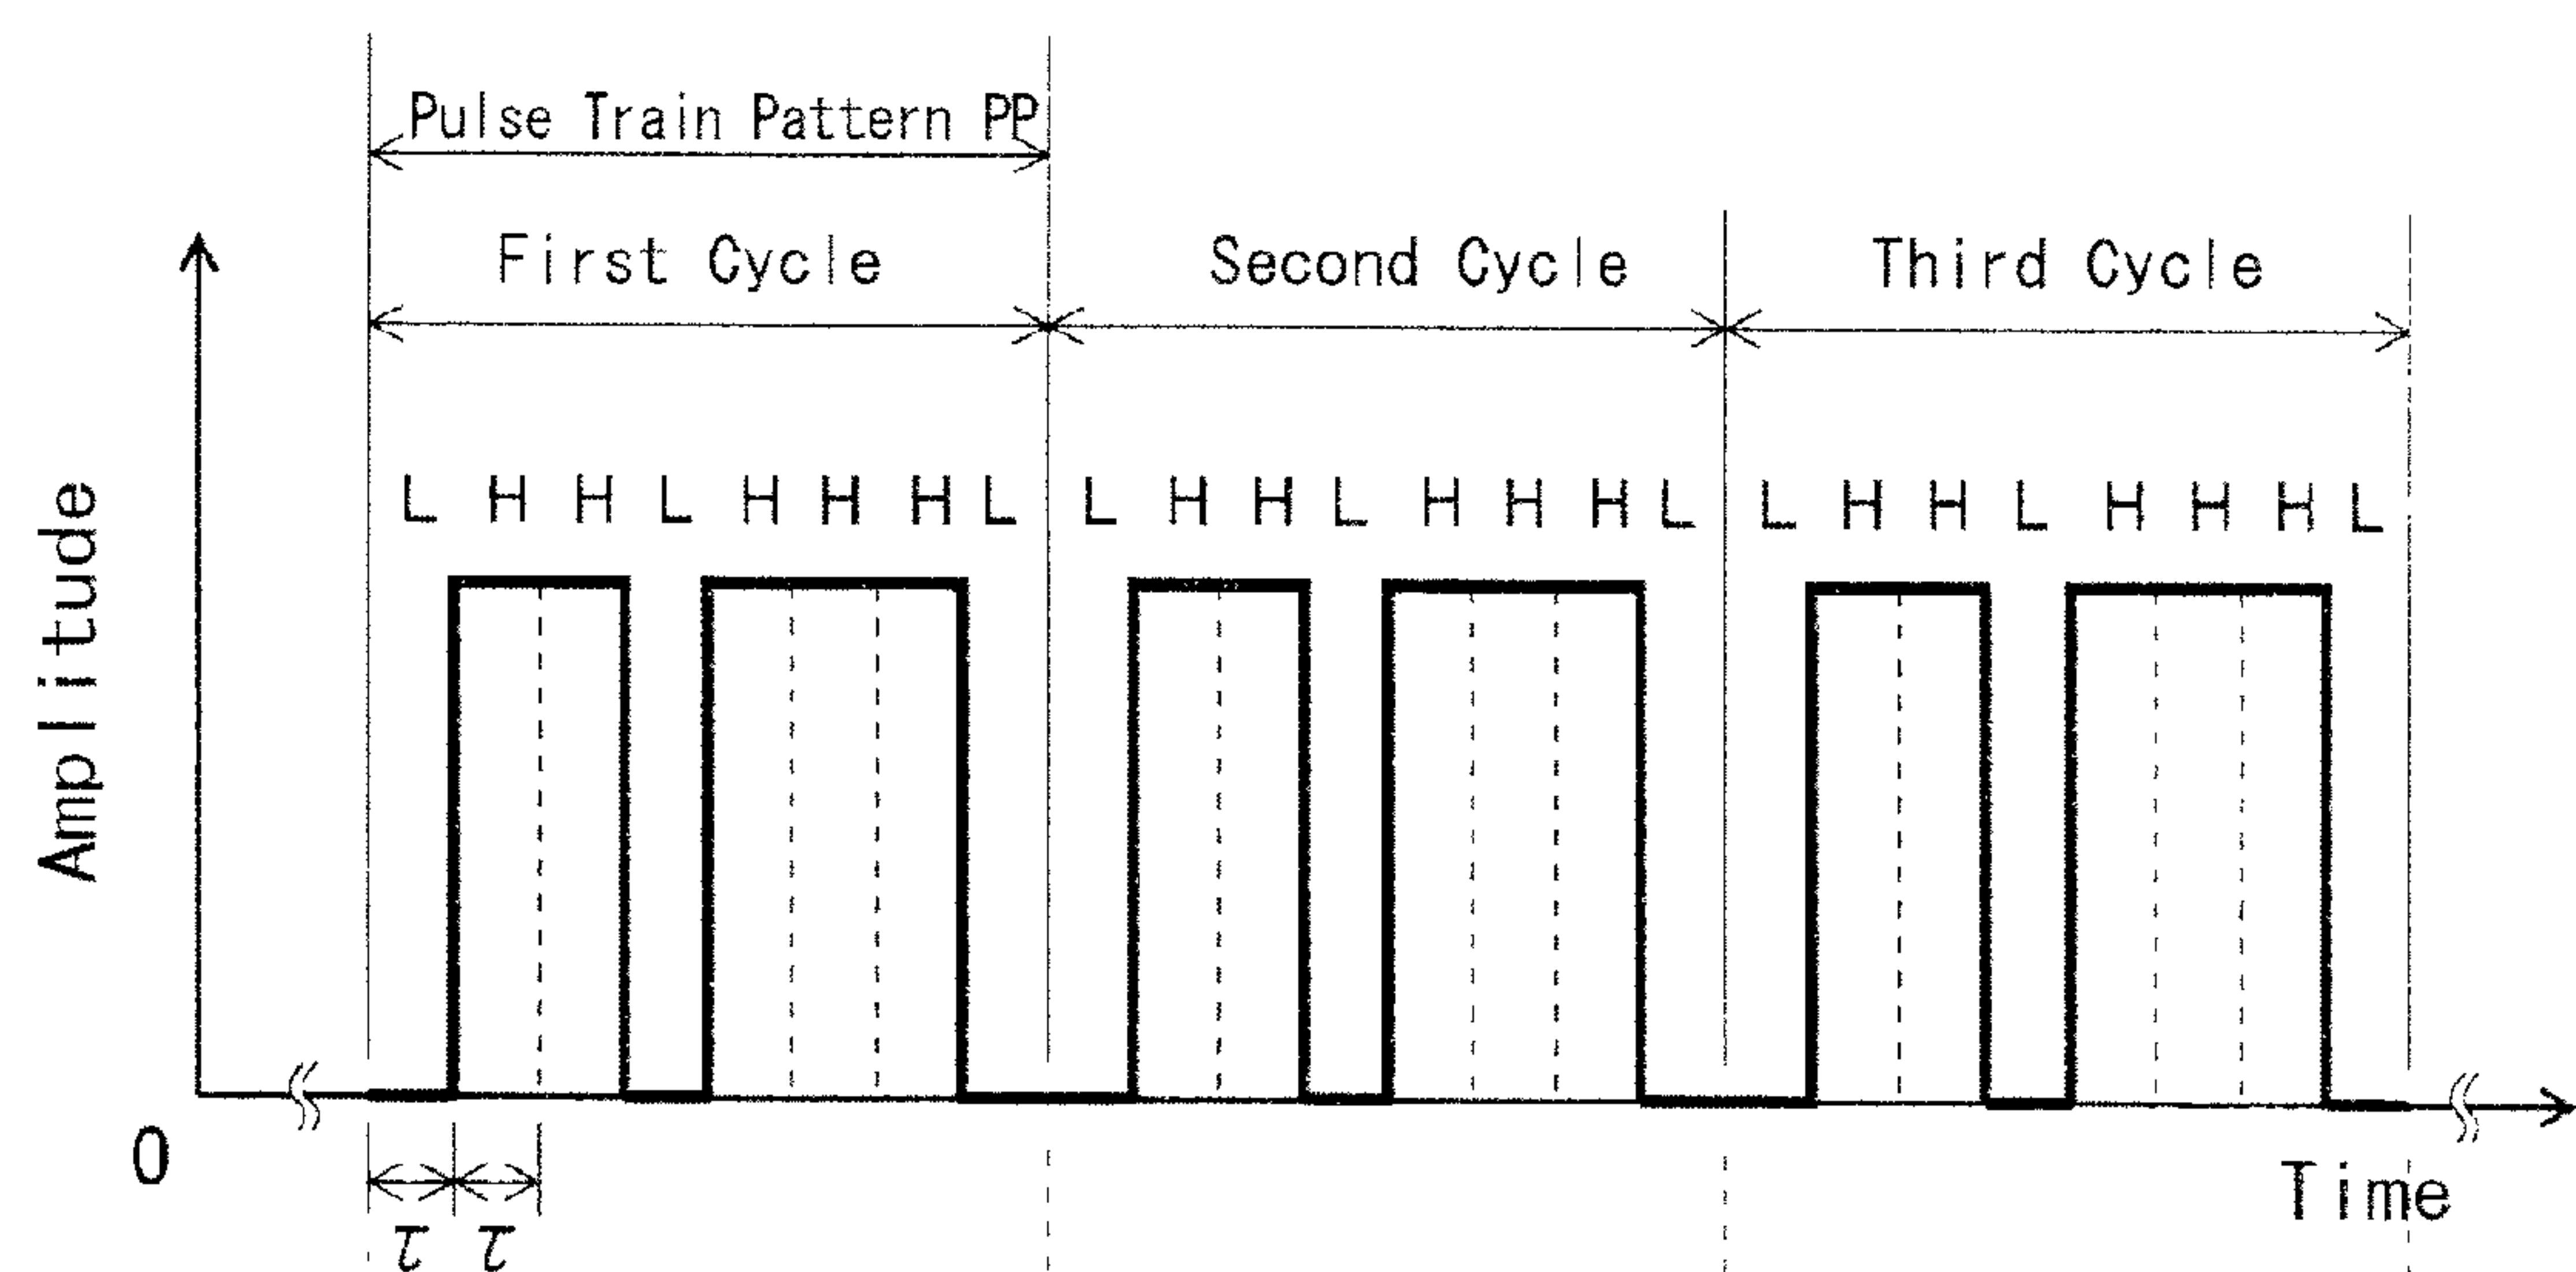 Pulse Train Pattern PP
First Cycle Second Cycle Third Cycle
L H H L H H H L L H H L H H H L L H H L H H H L
Amplitude
0
Time
τ τ